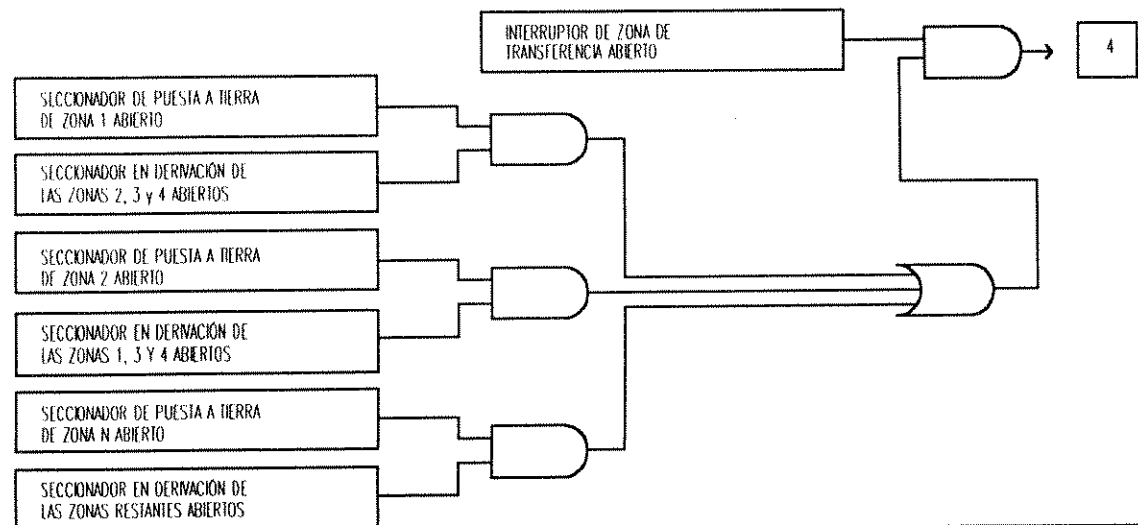 INTERRUPTOR DE ZONA DE
TRANSFERENCIA ABIERTO
4
SECCIONADOR DE PUESTA A TIERRA
DE ZONA 1 ABIERTO
SECCIONADOR EN DERIVACIÓN DE
LAS ZONAS 2, 3 y 4 ABIERTOS
SECCIONADOR DE PUESTA A TIERRA
DE ZONA 2 ABIERTO
SECCIONADOR EN DERIVACIÓN DE
LAS ZONAS 1, 3 Y 4 ABIERTOS
SECCIONADOR DE PUESTA A TIERRA
DE ZONA N ABIERTO
SECCIONADOR EN DERIVACIÓN DE
LAS ZONAS RESTANTES ABIERTOS